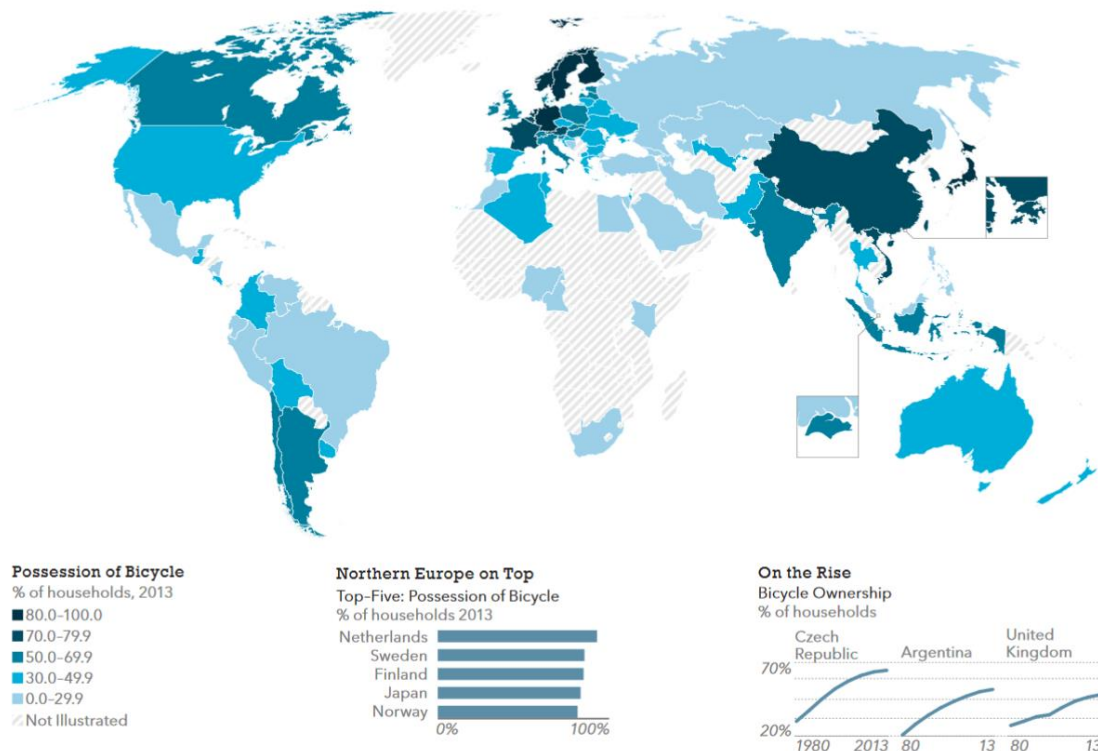 Possession of Bicycle
% of households, 2013
80.0–100.0
70.0–79.9
50.0–69.9
30.0–49.9
0.0–29.9
Not Illustrated
Northern Europe on Top
Top–Five: Possession of Bicycle
% of households 2013
Netherlands
Sweden
Finland
Japan
Norway
0%
100%
On the Rise
Bicycle Ownership
% of households
Czech
Republic
Argentina
United
Kingdom
70%
20%
1980 2013
80 13
80 13